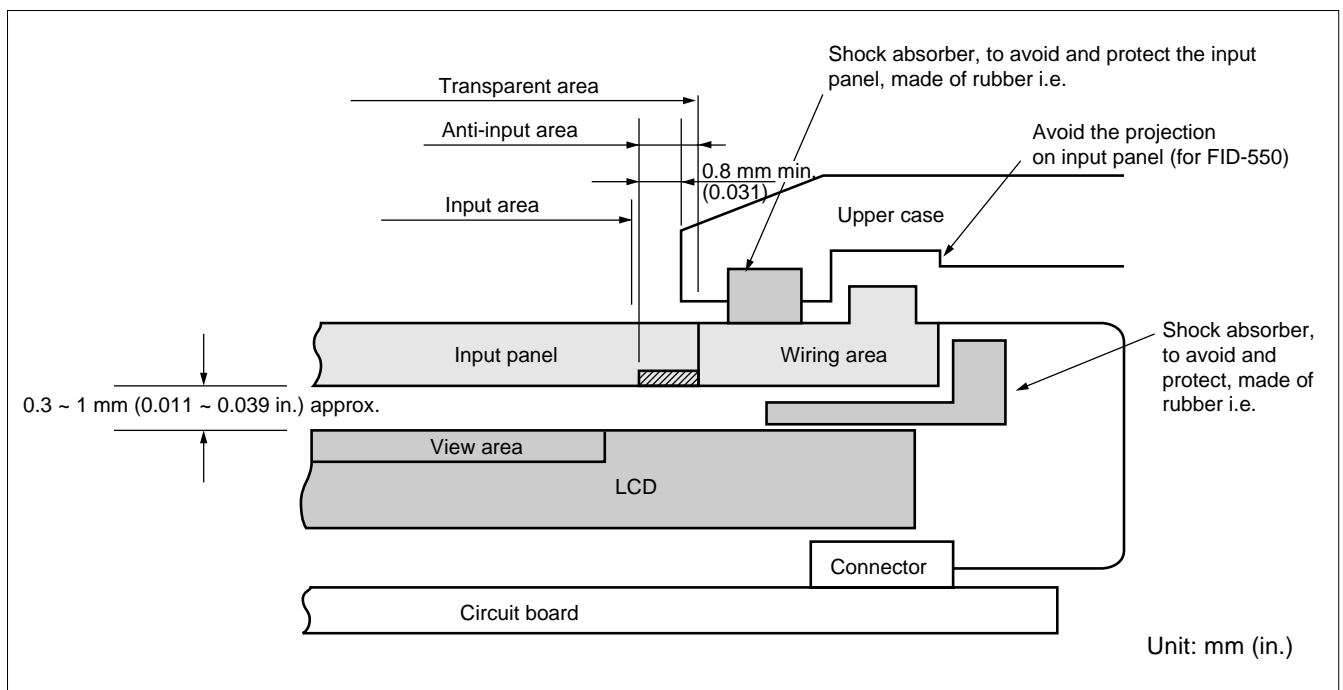 Shock absorber, to avoid and protect the input
panel, made of rubber i.e.
Transparent area
Anti-input area
Avoid the projection
on input panel (for FID-550)
0.8 mm min.
(0.031)
Input area
Upper case
Input panel
Wiring area
Shock absorber,
to avoid and
protect, made of
rubber i.e.
0.3 ~ 1 mm (0.011 ~ 0.039 in.) approx.
View area
LCD
Connector
Circuit board
Unit: mm (in.)